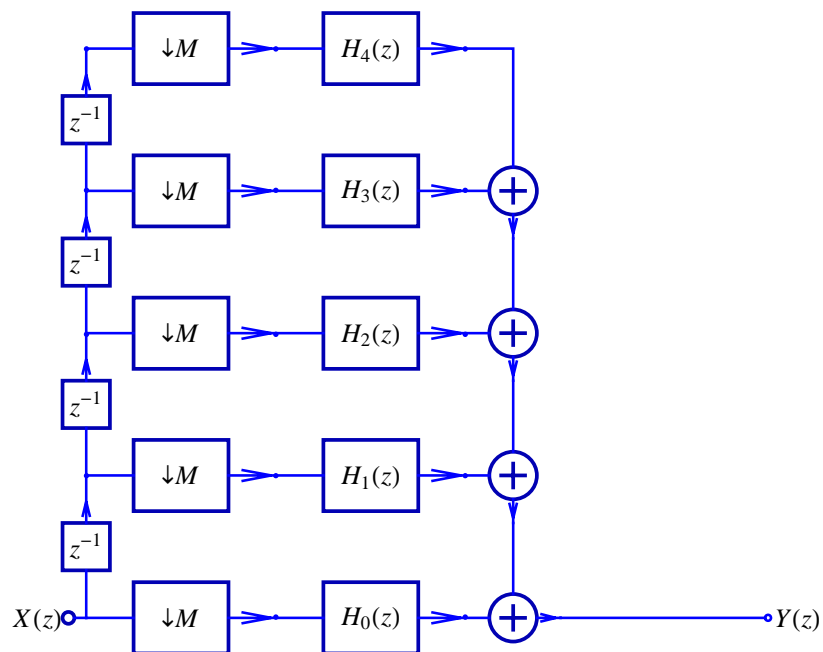 ↓M H₄(z)
z⁻¹
↓M H₃(z)
z⁻¹
↓M H₂(z)
z⁻¹
↓M H₁(z)
z⁻¹
X(z) ↓M H₀(z) Y(z)